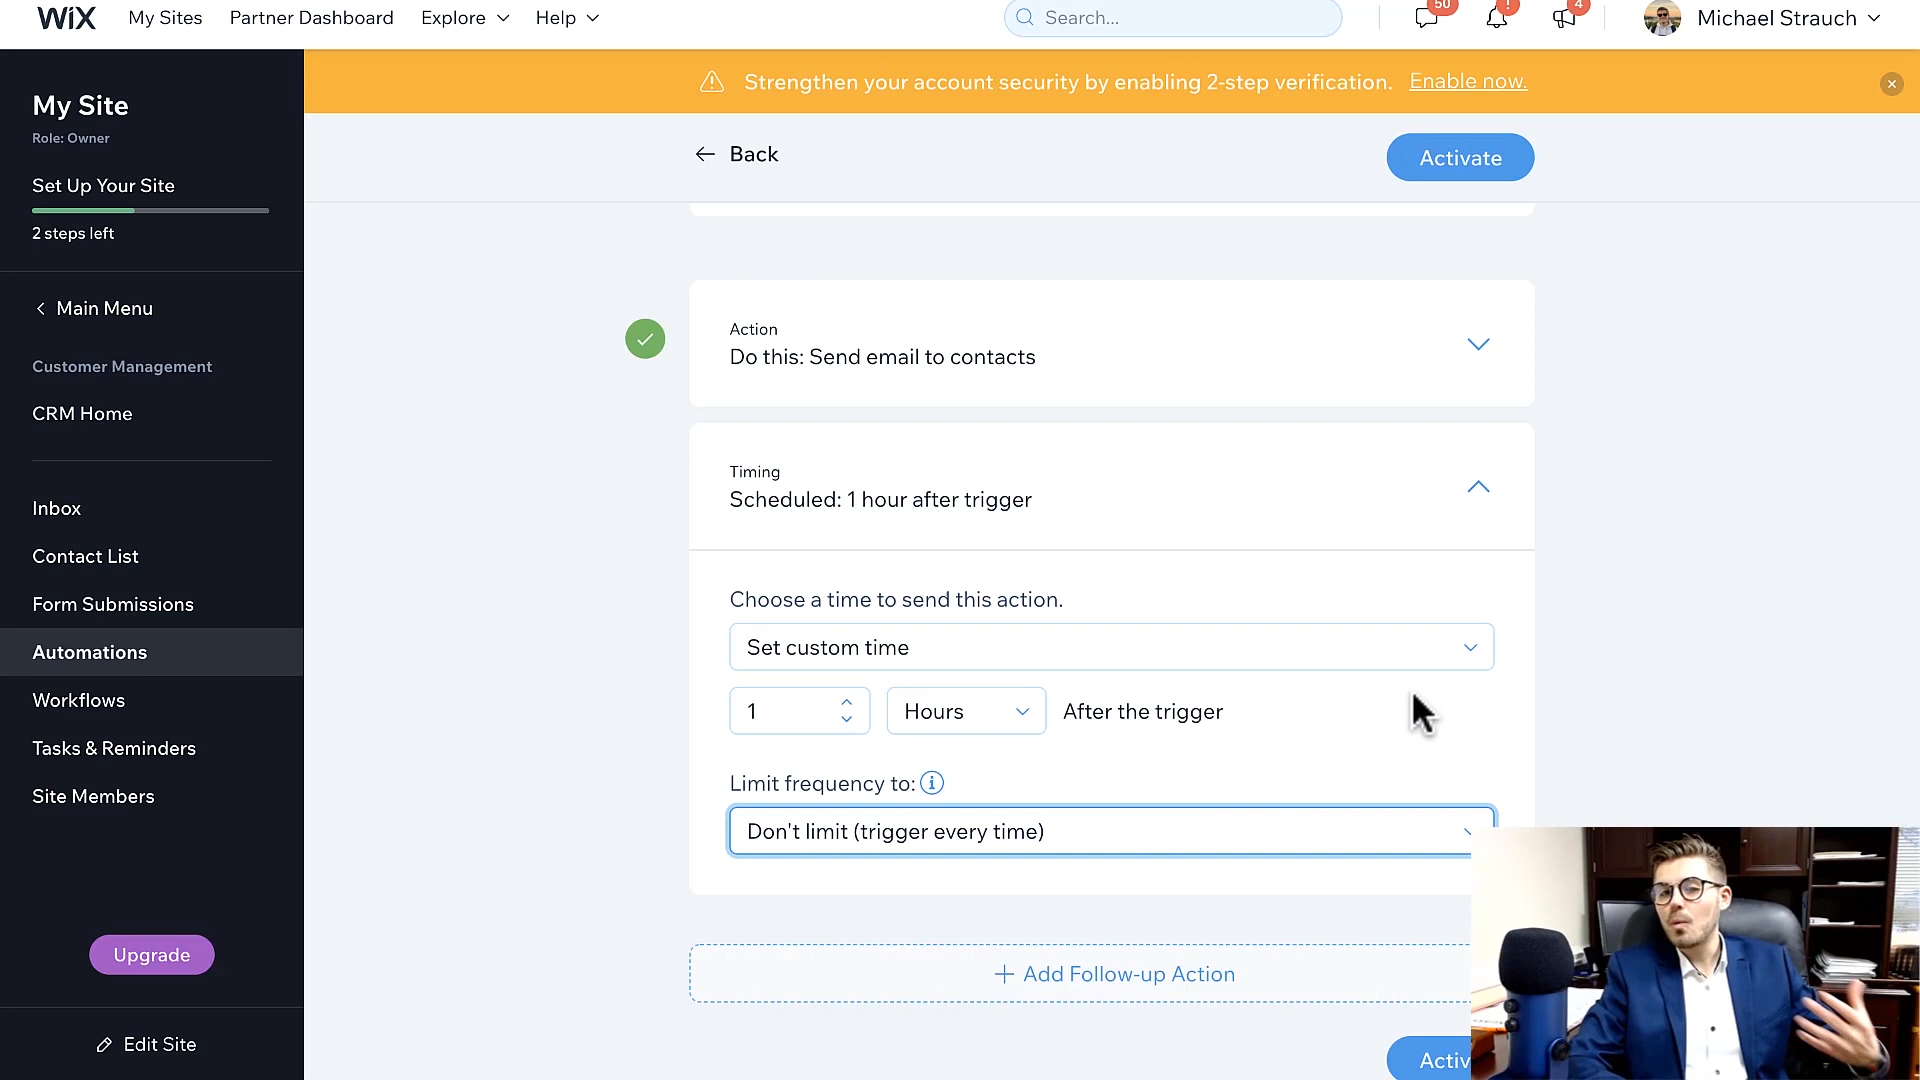 WiX My Sites Partner Dashboard Explore Help Search... 50 ! 4 Michael Strauch
Strengthen your account security by enabling 2-step verification. Enable now.
My Site
Role: Owner
Set Up Your Site
2 steps left
Main Menu
Customer Management
CRM Home
Inbox
Contact List
Form Submissions
Automations
Workflows
Tasks & Reminders
Site Members
Upgrade
Edit Site
Back
Activate
Action
Do this: Send email to contacts
Timing
Scheduled: 1 hour after trigger
Choose a time to send this action.
Set custom time
1 Hours After the trigger
Limit frequency to:
Don't limit (trigger every time)
+ Add Follow-up Action
Activ